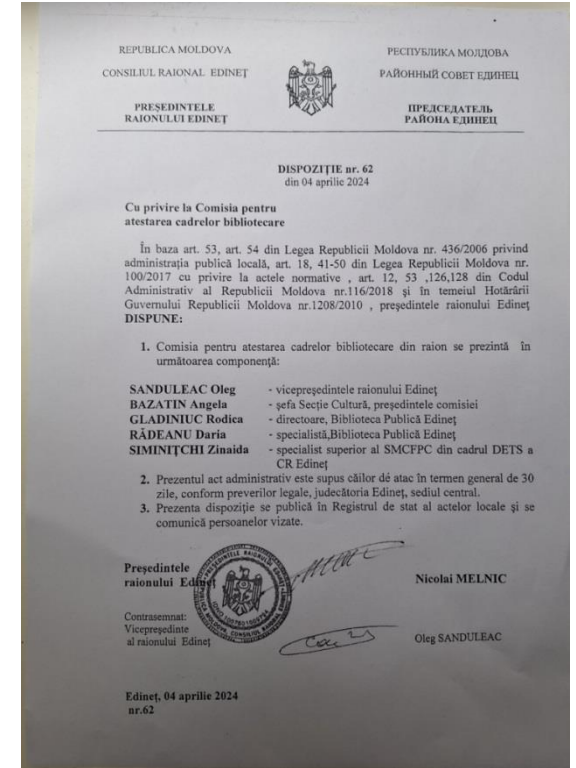 REPUBLICA MOLDOVA
CONSILIUL RAIONAL EDINEȚ
PREȘEDINTELE
RAIONULUI EDINEȚ
РЕСПУБЛИКА МОЛДОВА
РАЙОННЫЙ СОВЕТ ЕДИНЕЦ
ПРЕДСЕДАТЕЛЬ
РАЙОНА ЕДИНЕЦ
DISPOZIȚIE nr. 62
din 04 aprilie 2024
Cu privire la Comisia pentru
atestarea cadrelor bibliotecare
În baza art. 53, art. 54 din Legea Republicii Moldova nr. 436/2006 privind
administrația publică locală, art. 18, 41-50 din Legea Republicii Moldova nr.
100/2017 cu privire la actele normative , art. 12, 53 ,126,128 din Codul
Administrativ al Republicii Moldova nr.116/2018 și în temeiul Hotărârii
Guvernului Republicii Moldova nr.1208/2010 , președintele raionului Edineț
DISPUNE:
1. Comisia pentru atestarea cadrelor bibliotecare din raion se prezintă în
următoarea componență:
SANDULEAC Oleg - vicepreședintele raionului Edineț
BAZATIN Angela - șefa Secție Cultură, președintele comisiei
GLADINIUC Rodica - directoare, Biblioteca Publică Edineț
RĂDEANU Daria - specialistă,Biblioteca Publică Edineț
SIMINIȚCHI Zinaida - specialist superior al SMCFPC din cadrul DETS a
CR Edineț
2. Prezentul act administrativ este supus căilor de atac în termen general de 30
zile, conform preverilor legale, judecătoria Edineț, sediul central.
3. Prezenta dispoziție se publică în Registrul de stat al actelor locale și se
comunică persoanelor vizate.
Președintele
raionului Edineț
Nicolai MELNIC
Contrasemnat:
Vicepreședinte
al raionului Edineț
Oleg SANDULEAC
Edineț, 04 aprilie 2024
nr.62